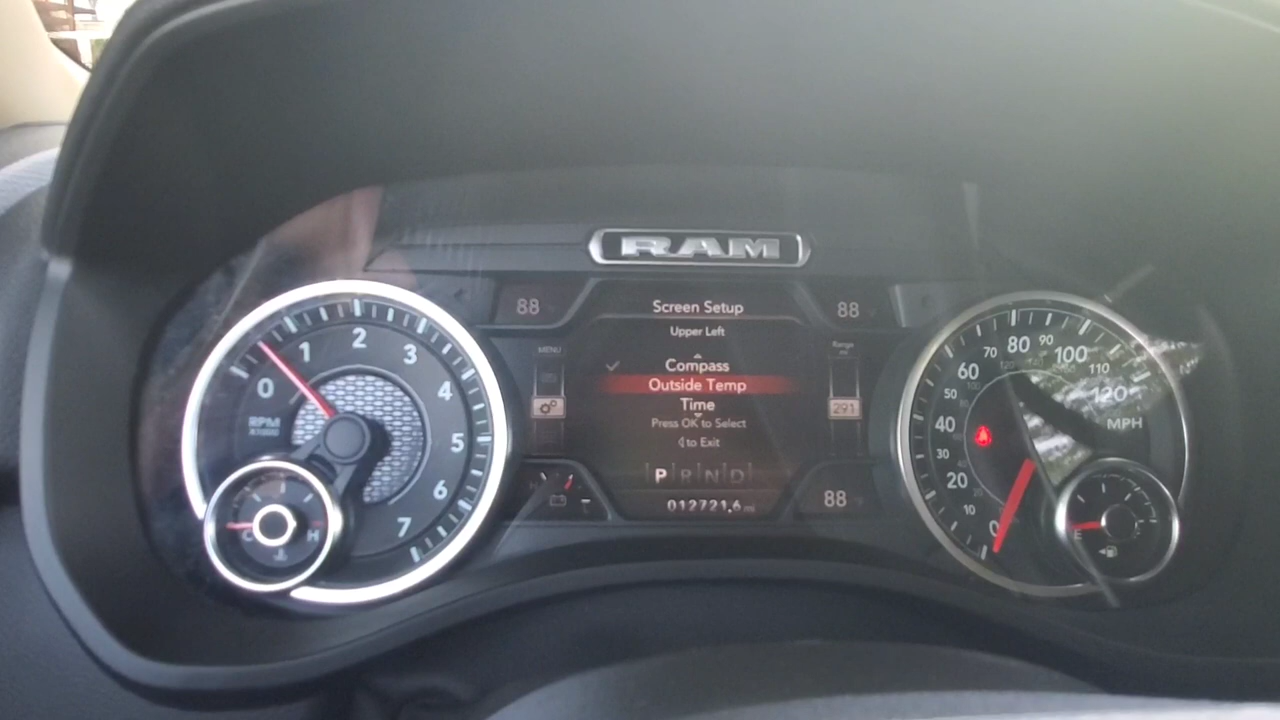 RAM
88
Screen Setup
88
Upper Left
MENU
Range
mi
Compass
Outside Temp
Time
291
Press OK to Select
to Exit
P R N D
012721.6 mi
88
0 1 2 3 4 5 6 7
RPM
X1000
C H
0 10 20 30 40 50 60 70 80 90 100 110 120
MPH
E